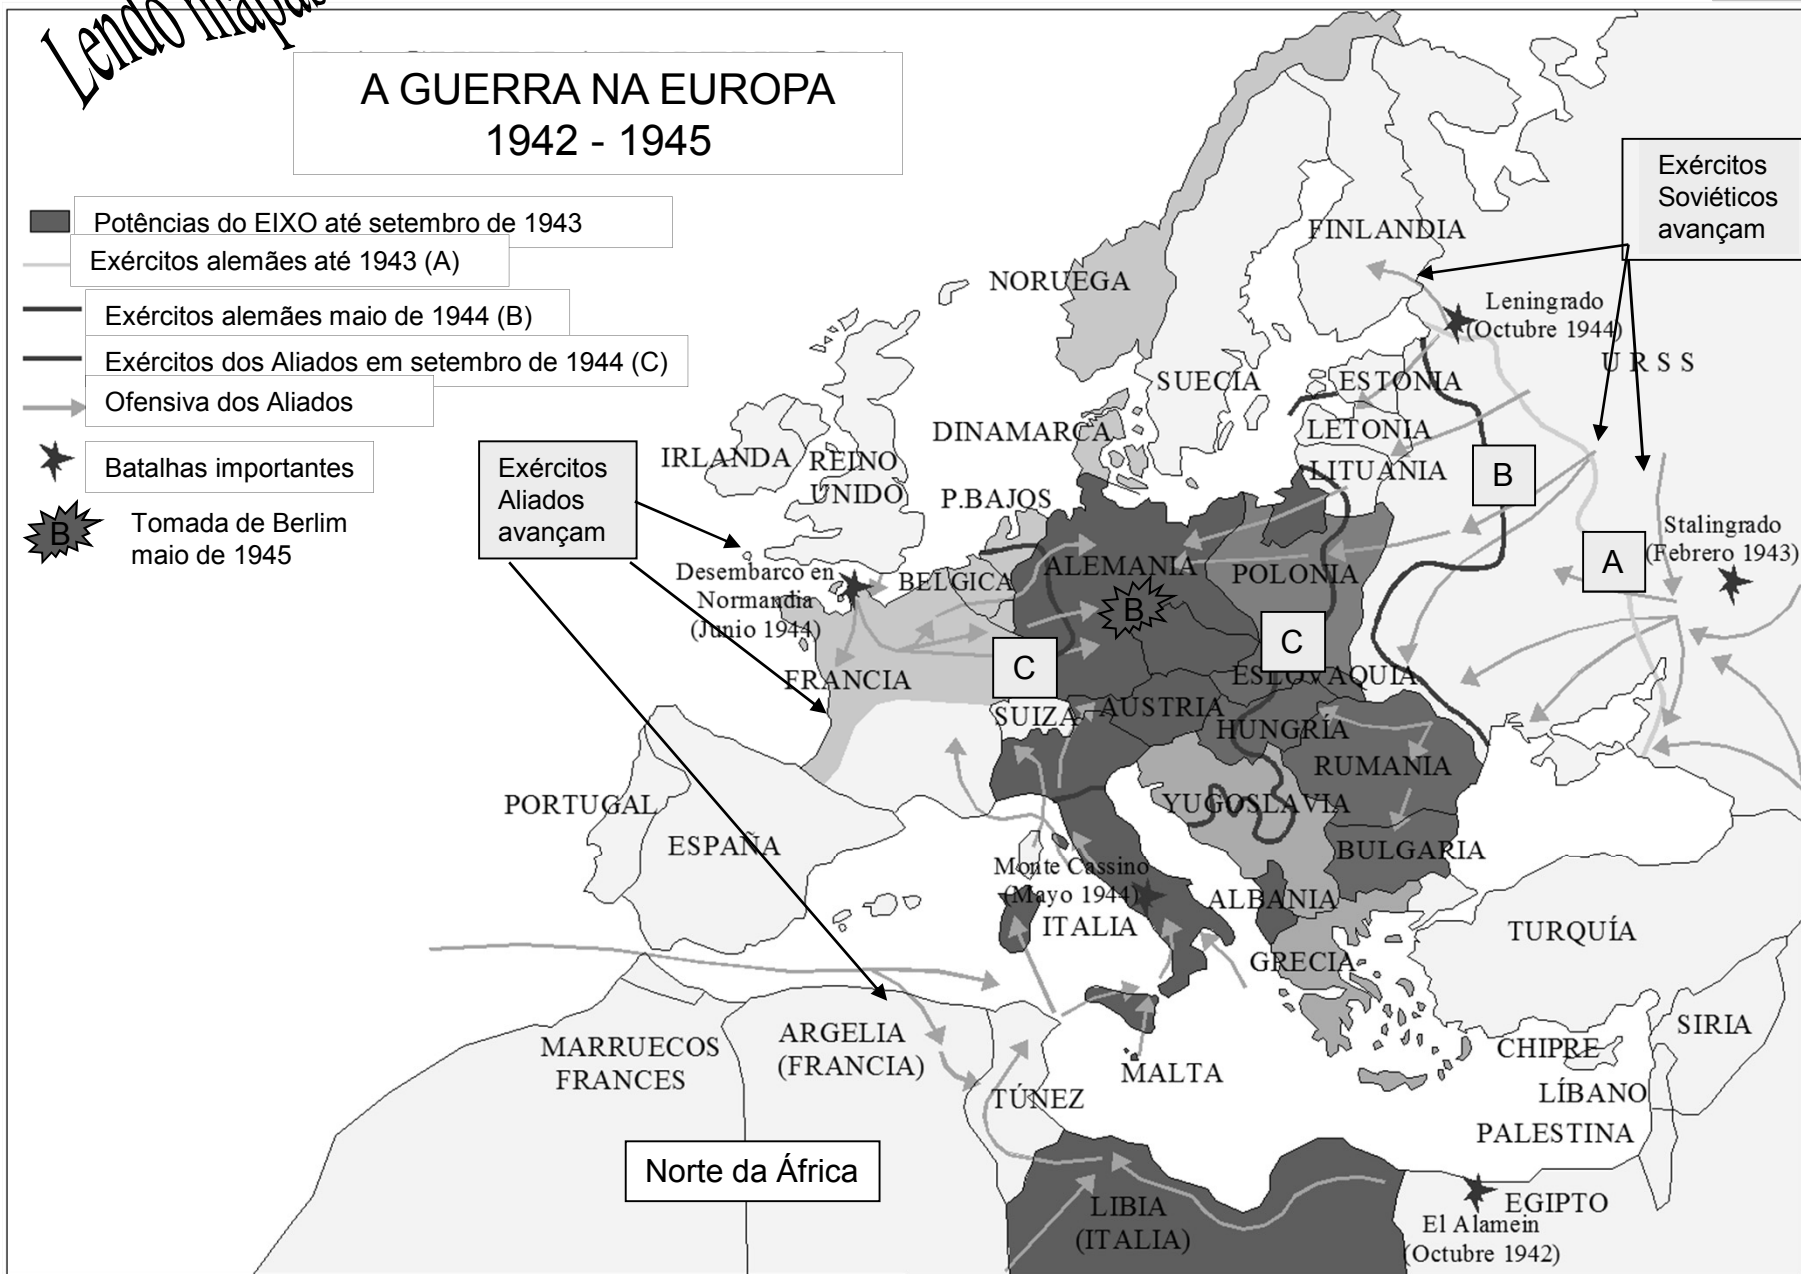 Lendo mapas
A GUERRA NA EUROPA
1942 - 1945
Potências do EIXO até setembro de 1943
Exércitos alemães até 1943 (A)
Exércitos alemães maio de 1944 (B)
Exércitos dos Aliados em setembro de 1944 (C)
Ofensiva dos Aliados
Batalhas importantes
B
Tomada de Berlim
maio de 1945
Exércitos
Soviéticos
avançam
Exércitos
Aliados
avançam
FINLANDIA
NORUEGA
Leningrado
(Octubre 1944)
U R S S
SUECIA
ESTONIA
DINAMARCA
LETONIA
IRLANDA
REINO
UNIDO
LITUANIA
B
P.BAJOS
Stalingrado
(Febrero 1943)
A
Desembarco en
Normandia
(Junio 1944)
BELGICA
ALEMANIA
POLONIA
B
C
C
FRANCIA
ESLOVAQUIA
SUIZA
AUSTRIA
HUNGRÍA
RUMANIA
PORTUGAL
YUGOSLAVIA
ESPAÑA
BULGARIA
Monte Cassino
(Mayo 1944)
ITALIA
ALBANIA
TURQUÍA
GRECIA
SIRIA
ARGELIA
(FRANCIA)
MARRUECOS
FRANCES
CHIPRE
MALTA
TÚNEZ
LÍBANO
PALESTINA
Norte da África
LIBIA
(ITALIA)
EGIPTO
El Alamein
(Octubre 1942)